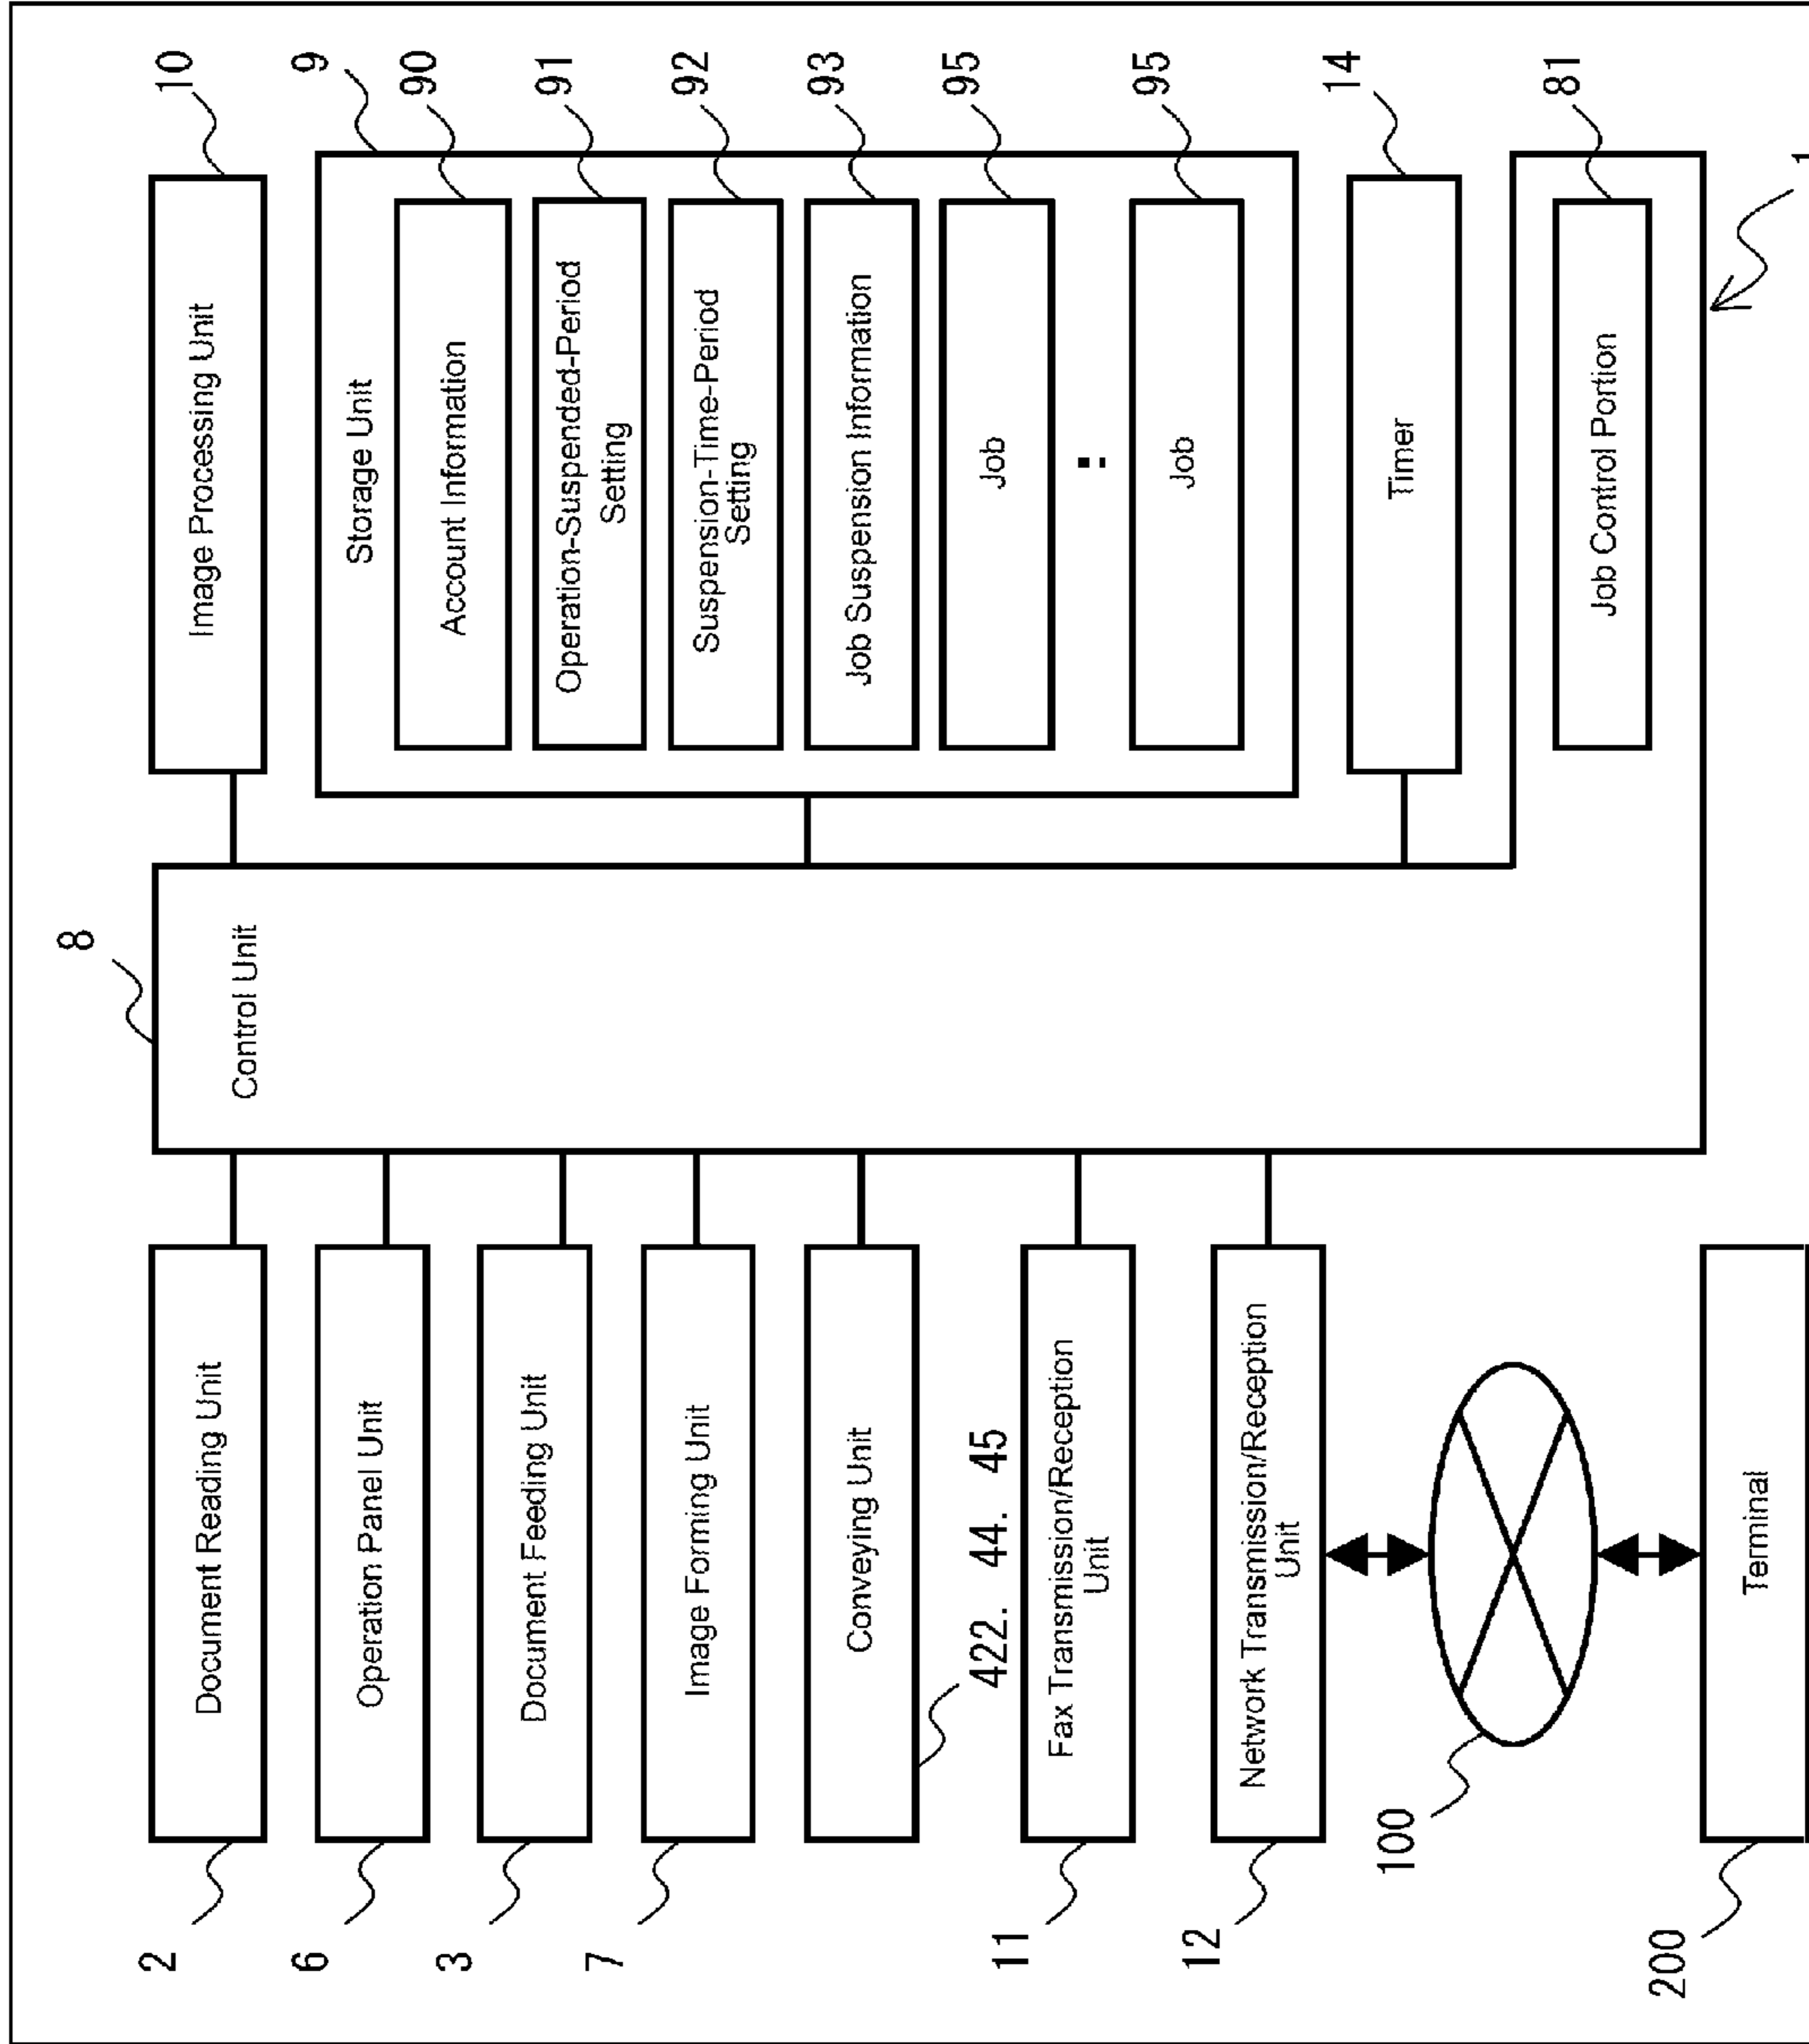 8
Control Unit
2
Document Reading Unit
6
Operation Panel Unit
3
Document Feeding Unit
7
Image Forming Unit
Conveying Unit
422. 44. 45
11
Fax Transmission/Reception
Unit
12
Network Transmission/Reception
Unit
100
200
Terminal
Image Processing Unit
10
Storage Unit
9
Account Information
90
Operation-Suspended-Period
Setting
91
Suspension-Time-Period
Setting
92
Job Suspension Information
93
Job
95
:
Job
95
Timer
14
Job Control Portion
81
1